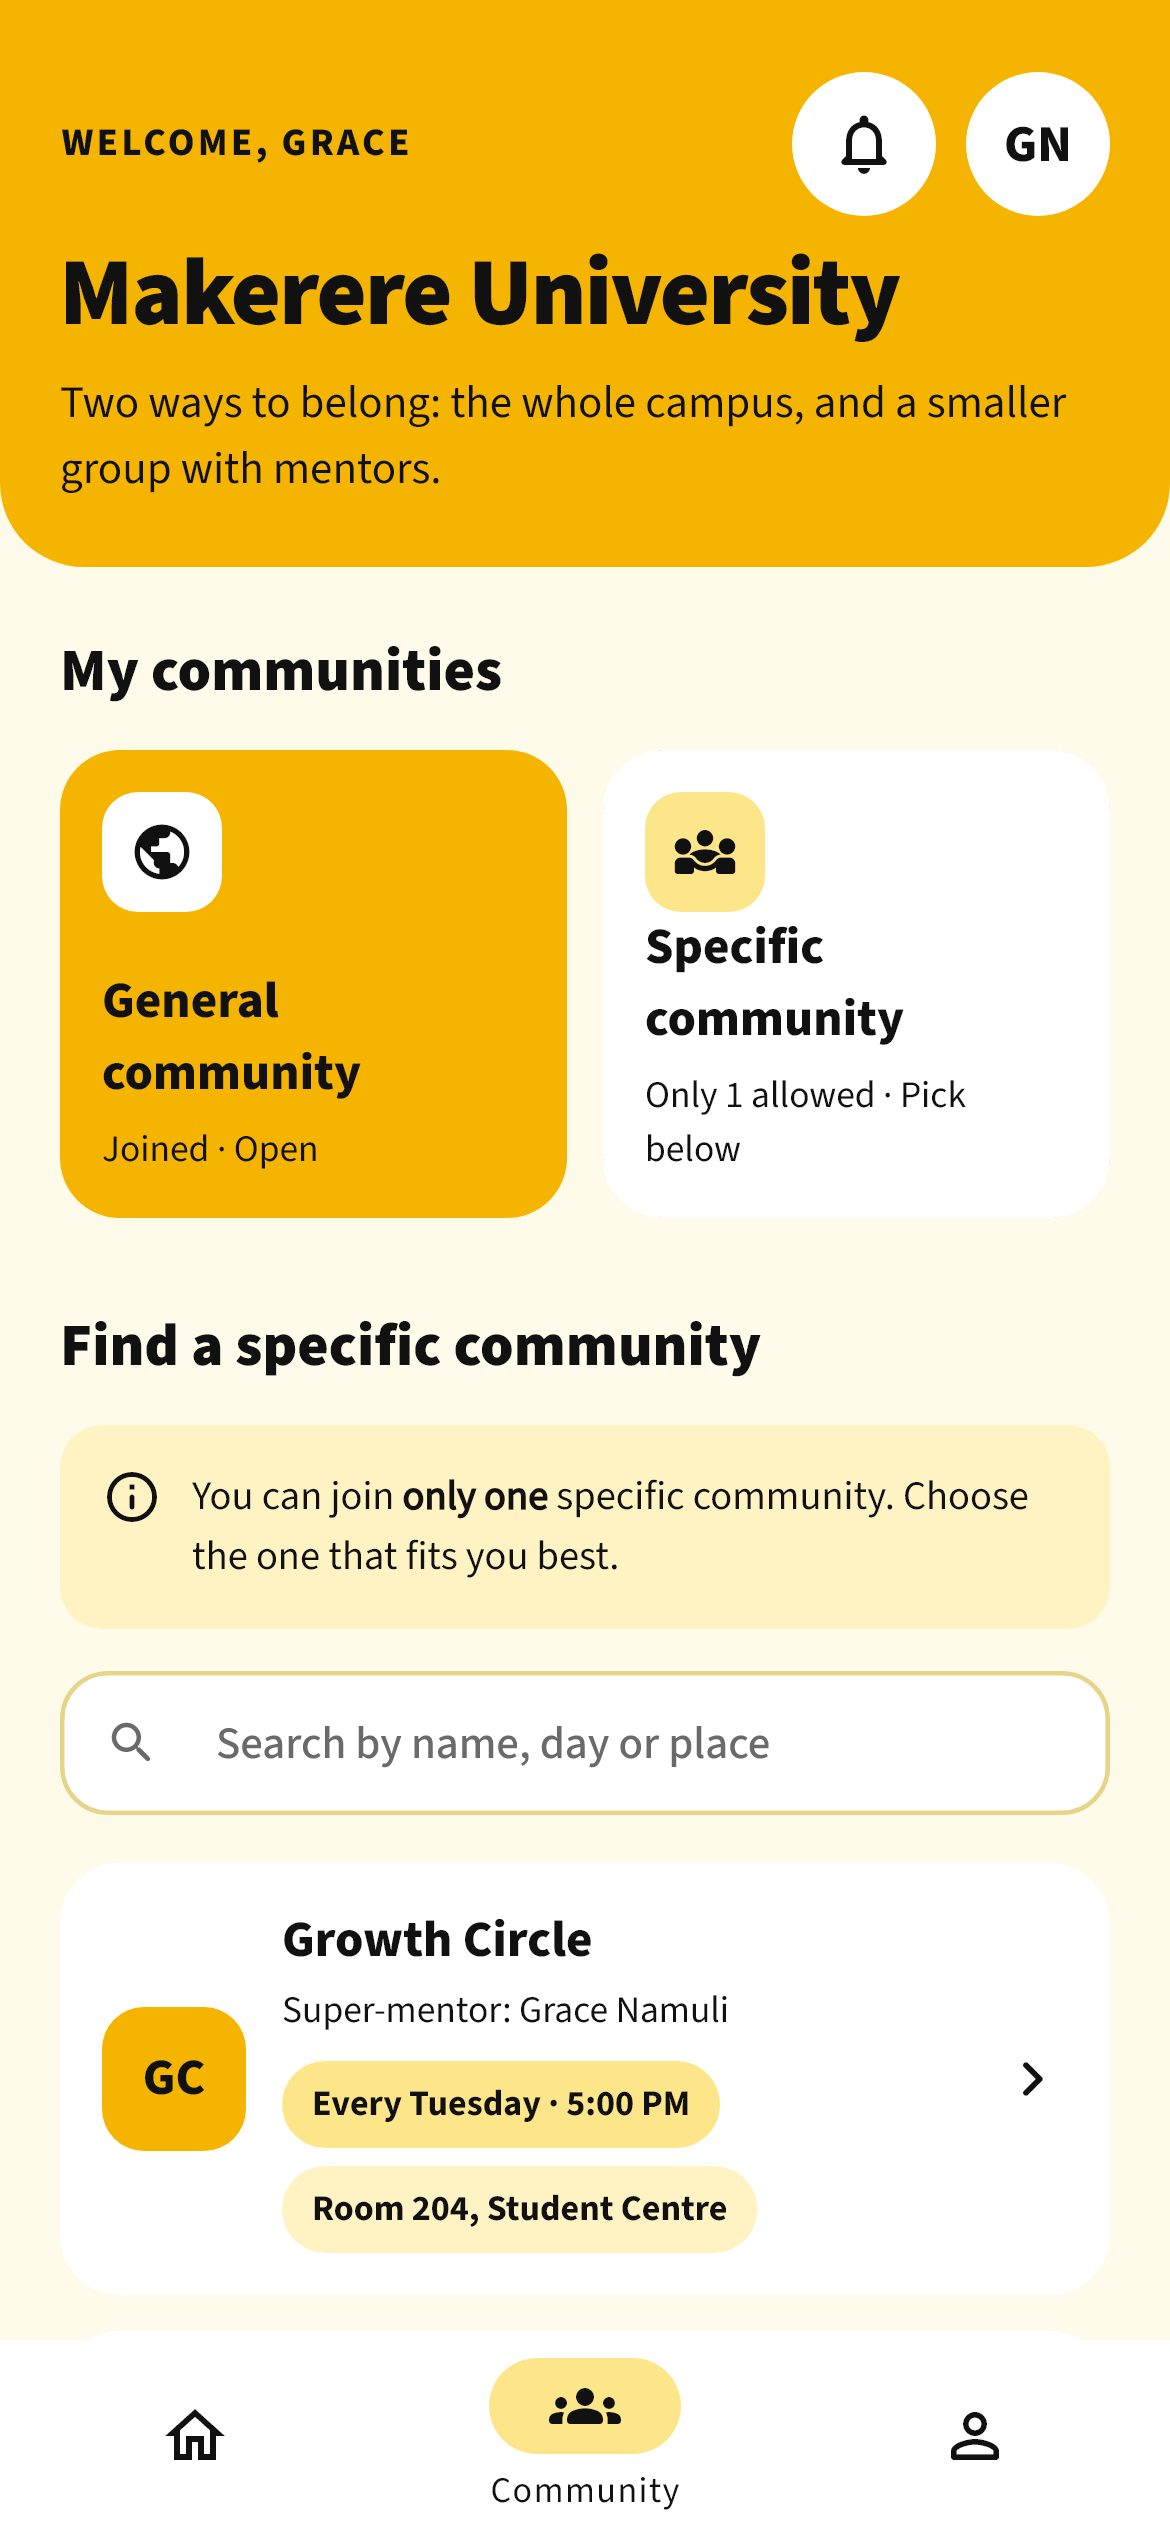 WELCOME, GRACE
GN
Makerere University
Two ways to belong: the whole campus, and a smaller
group with mentors.
My communities
General
community
Joined · Open
Specific
community
Only 1 allowed · Pick
below
Find a specific community
You can join only one specific community. Choose
the one that fits you best.
Search by name, day or place
GC
Growth Circle
Super-mentor: Grace Namuli
Every Tuesday · 5:00 PM
Room 204, Student Centre
Community